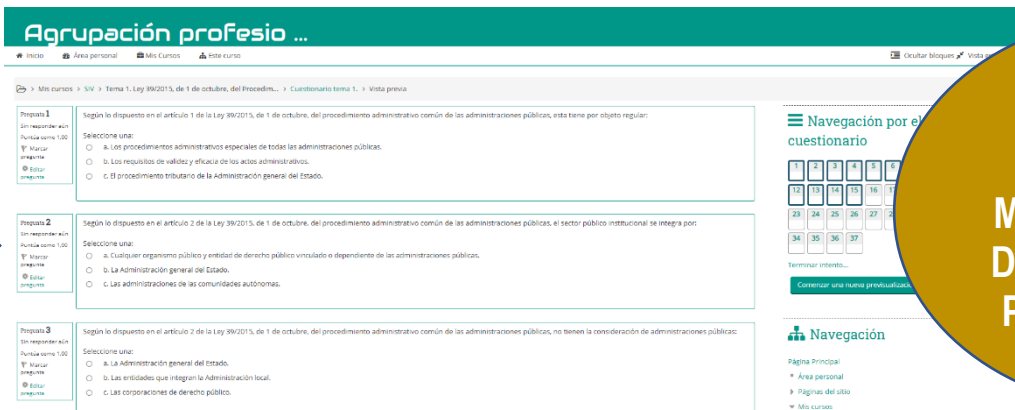 Agrupación profesio ...
Inicio Área personal Mis Cursos Este curso Ocultar bloques Vista
> Mis cursos > SIV > Tema 1. Ley 39/2015, de 1 de octubre, del Procedim... > Cuestionario tema 1. > Vista previa
Pregunta 1
Sin responder aún
Puntúa como 1,00
Marcar pregunta
Editar pregunta
Según lo dispuesto en el artículo 1 de la Ley 39/2015, de 1 de octubre, del procedimiento administrativo común de las administraciones públicas, esta tiene por objeto regular:
Seleccione una:
a. Los procedimientos administrativos especiales de todas las administraciones públicas.
b. Los requisitos de validez y eficacia de los actos administrativos.
c. El procedimiento tributario de la Administración general del Estado.
Pregunta 2
Sin responder aún
Puntúa como 1,00
Marcar pregunta
Editar pregunta
Según lo dispuesto en el artículo 2 de la Ley 39/2015, de 1 de octubre, del procedimiento administrativo común de las administraciones públicas, el sector público institucional se integra por:
Seleccione una:
a. Cualquier organismo público y entidad de derecho público vinculado o dependiente de las administraciones públicas.
b. La Administración general del Estado.
c. Las administraciones de las comunidades autónomas.
Pregunta 3
Sin responder aún
Puntúa como 1,00
Marcar pregunta
Editar pregunta
Según lo dispuesto en el artículo 2 de la Ley 39/2015, de 1 de octubre, del procedimiento administrativo común de las administraciones públicas, no tienen la consideración de administraciones públicas:
Seleccione una:
a. La Administración general del Estado.
b. Las entidades que integran la Administración local.
c. Las corporaciones de derecho público.
Navegación por el
cuestionario
1 2 3 4 5 6
12 13 14 15 16
23 24 25 26 27
34 35 36 37
Terminar intento...
Comenzar una nueva
Navegación
Página Principal
Área personal
Páginas del sitio
Mis cursos